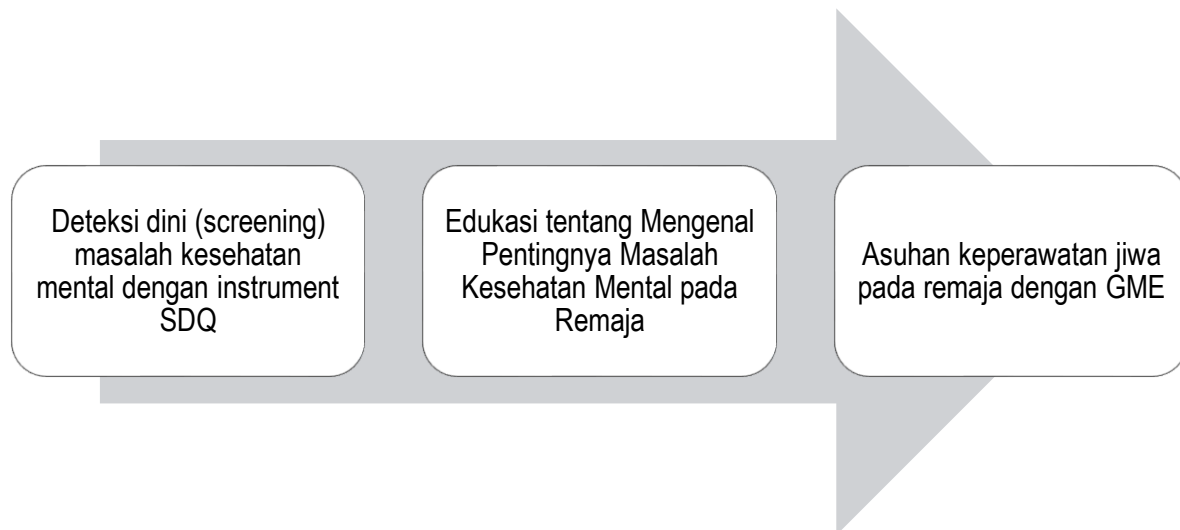 Deteksi dini (screening)
masalah kesehatan
mental dengan instrument
SDQ
Edukasi tentang Mengenal
Pentingnya Masalah
Kesehatan Mental pada
Remaja
Asuhan keperawatan jiwa
pada remaja dengan GME